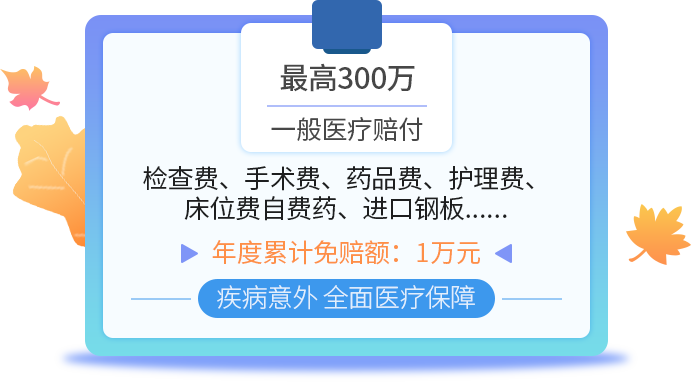 最高300万
一般医疗赔付
检查费、手术费、药品费、护理费、
床位费自费药、进口钢板......
年度累计免赔额：1万元
疾病意外 全面医疗保障